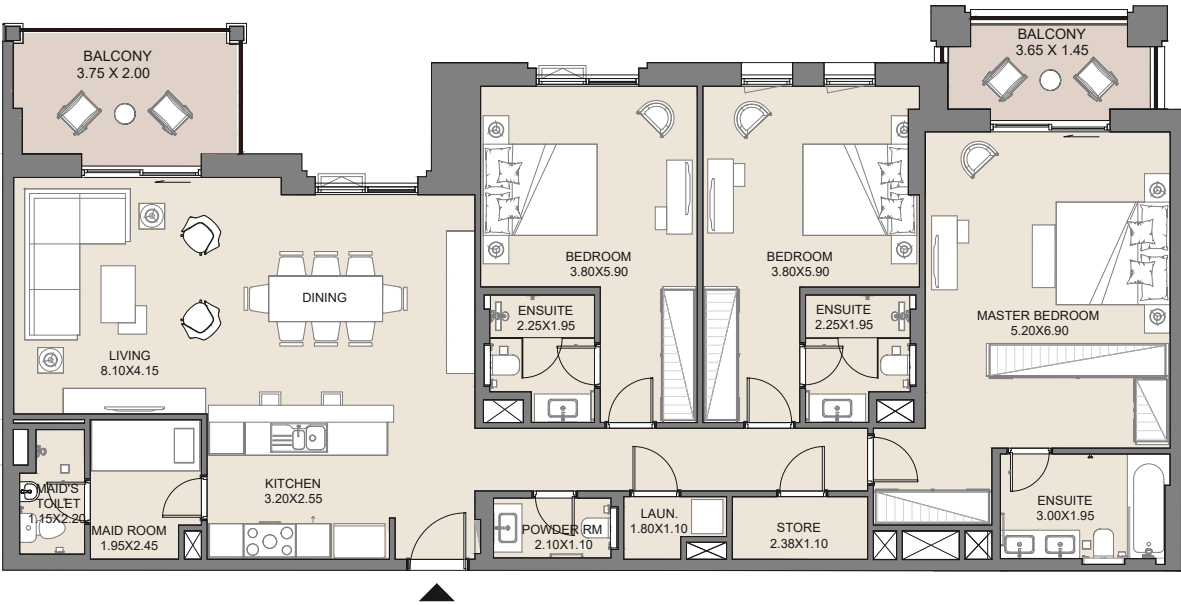 BALCONY
3.75 X 2.00
BALCONY
3.65 X 1.45
BEDROOM
3.80X5.90
BEDROOM
3.80X5.90
DINING
ENSUITE
2.25X1.95
ENSUITE
2.25X1.95
MASTER BEDROOM
5.20X6.90
LIVING
8.10X4.15
KITCHEN
3.20X2.55
MAID'S
TOILET
1.15X2.20
MAID ROOM
1.95X2.45
POWDER RM
2.10X1.10
LAUN.
1.80X1.10
STORE
2.38X1.10
ENSUITE
3.00X1.95